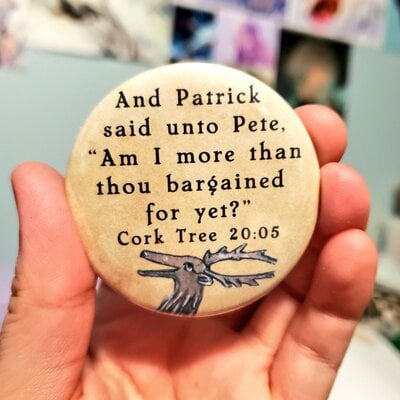 And Patrick
said unto Pete,
“Am I more than
thou bargained
for yet?”
Cork Tree 20:05